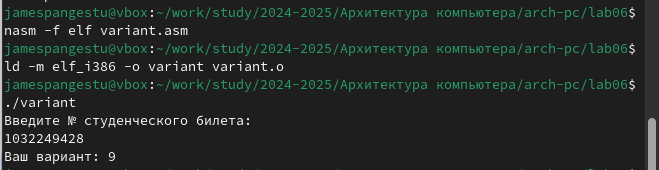 jamespangestu@vbox:~/work/study/2024-2025/Архитектура компьютера/arch-pc/lab06$
nasm -f elf variant.asm
jamespangestu@vbox:~/work/study/2024-2025/Архитектура компьютера/arch-pc/lab06$
ld -m elf_i386 -o variant variant.o
jamespangestu@vbox:~/work/study/2024-2025/Архитектура компьютера/arch-pc/lab06$
./variant
Введите № студенческого билета:
1032249428
Ваш вариант: 9